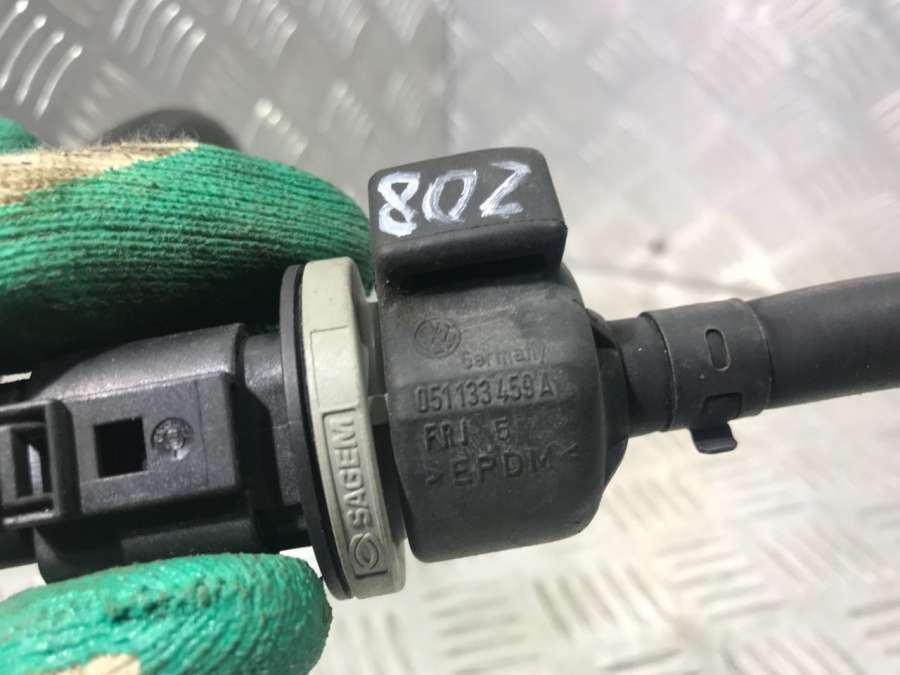 802
Germany
051 133 459 A
FRJ 5
>EPDM<
SAGEM